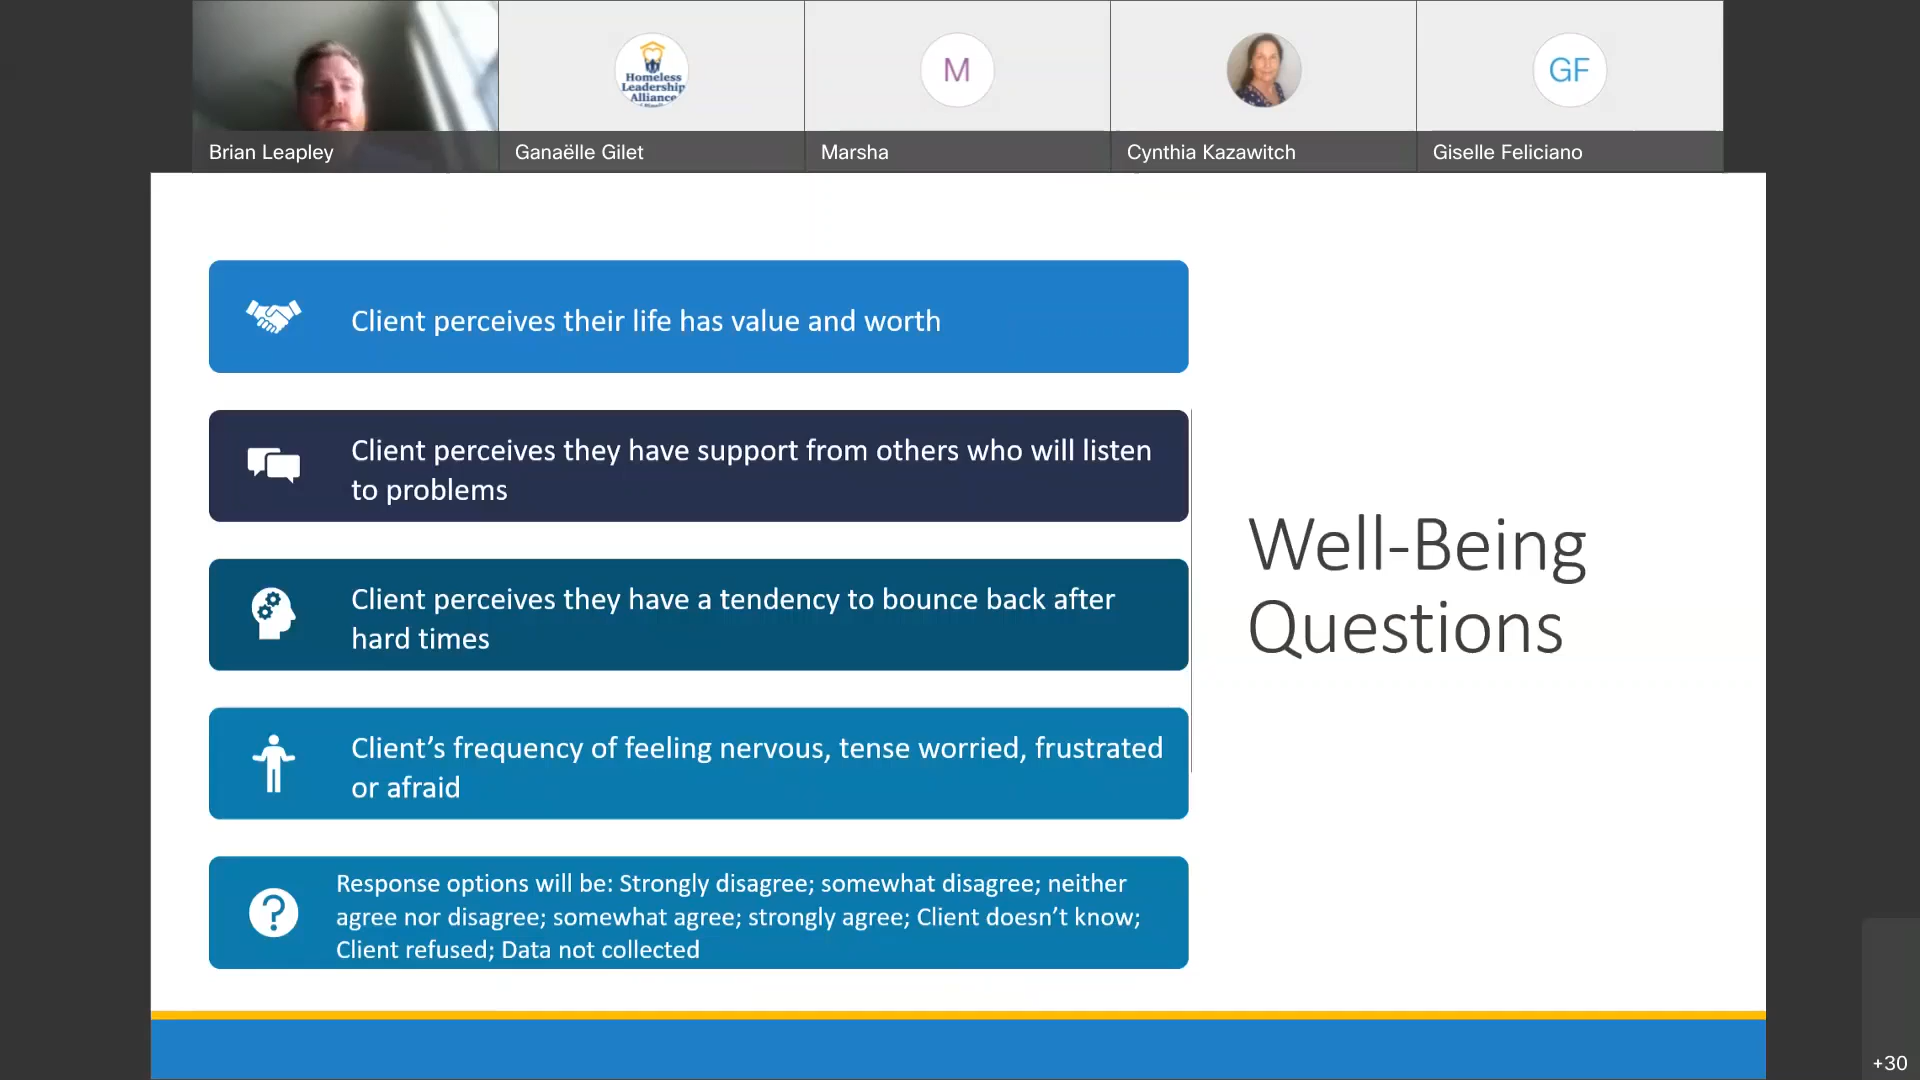 Homeless
Leadership
Alliance
M
GF
Brian Leapley
Ganaëlle Gilet
Marsha
Cynthia Kazawitch
Giselle Feliciano
Client perceives their life has value and worth
Client perceives they have support from others who will listen
to problems
Client perceives they have a tendency to bounce back after
hard times
Client’s frequency of feeling nervous, tense worried, frustrated
or afraid
Response options will be: Strongly disagree; somewhat disagree; neither
agree nor disagree; somewhat agree; strongly agree; Client doesn’t know;
Client refused; Data not collected
Well-Being
Questions
+30